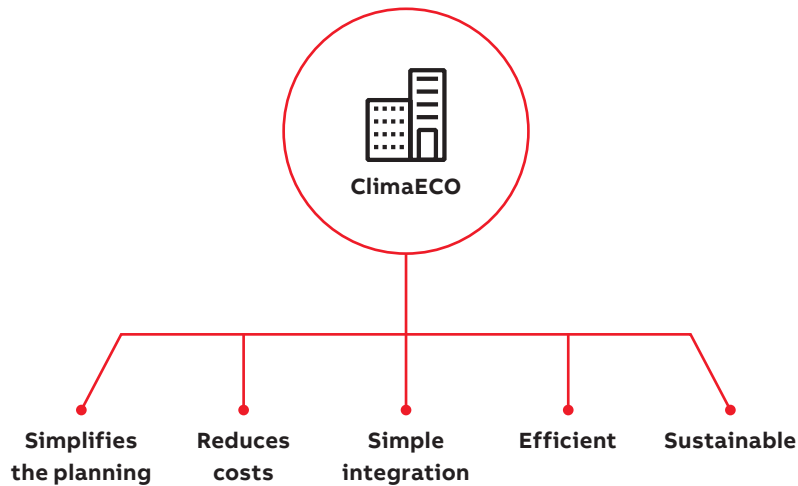 ClimaECO
Simplifies
the planning
Reduces
costs
Simple
integration
Efficient
Sustainable